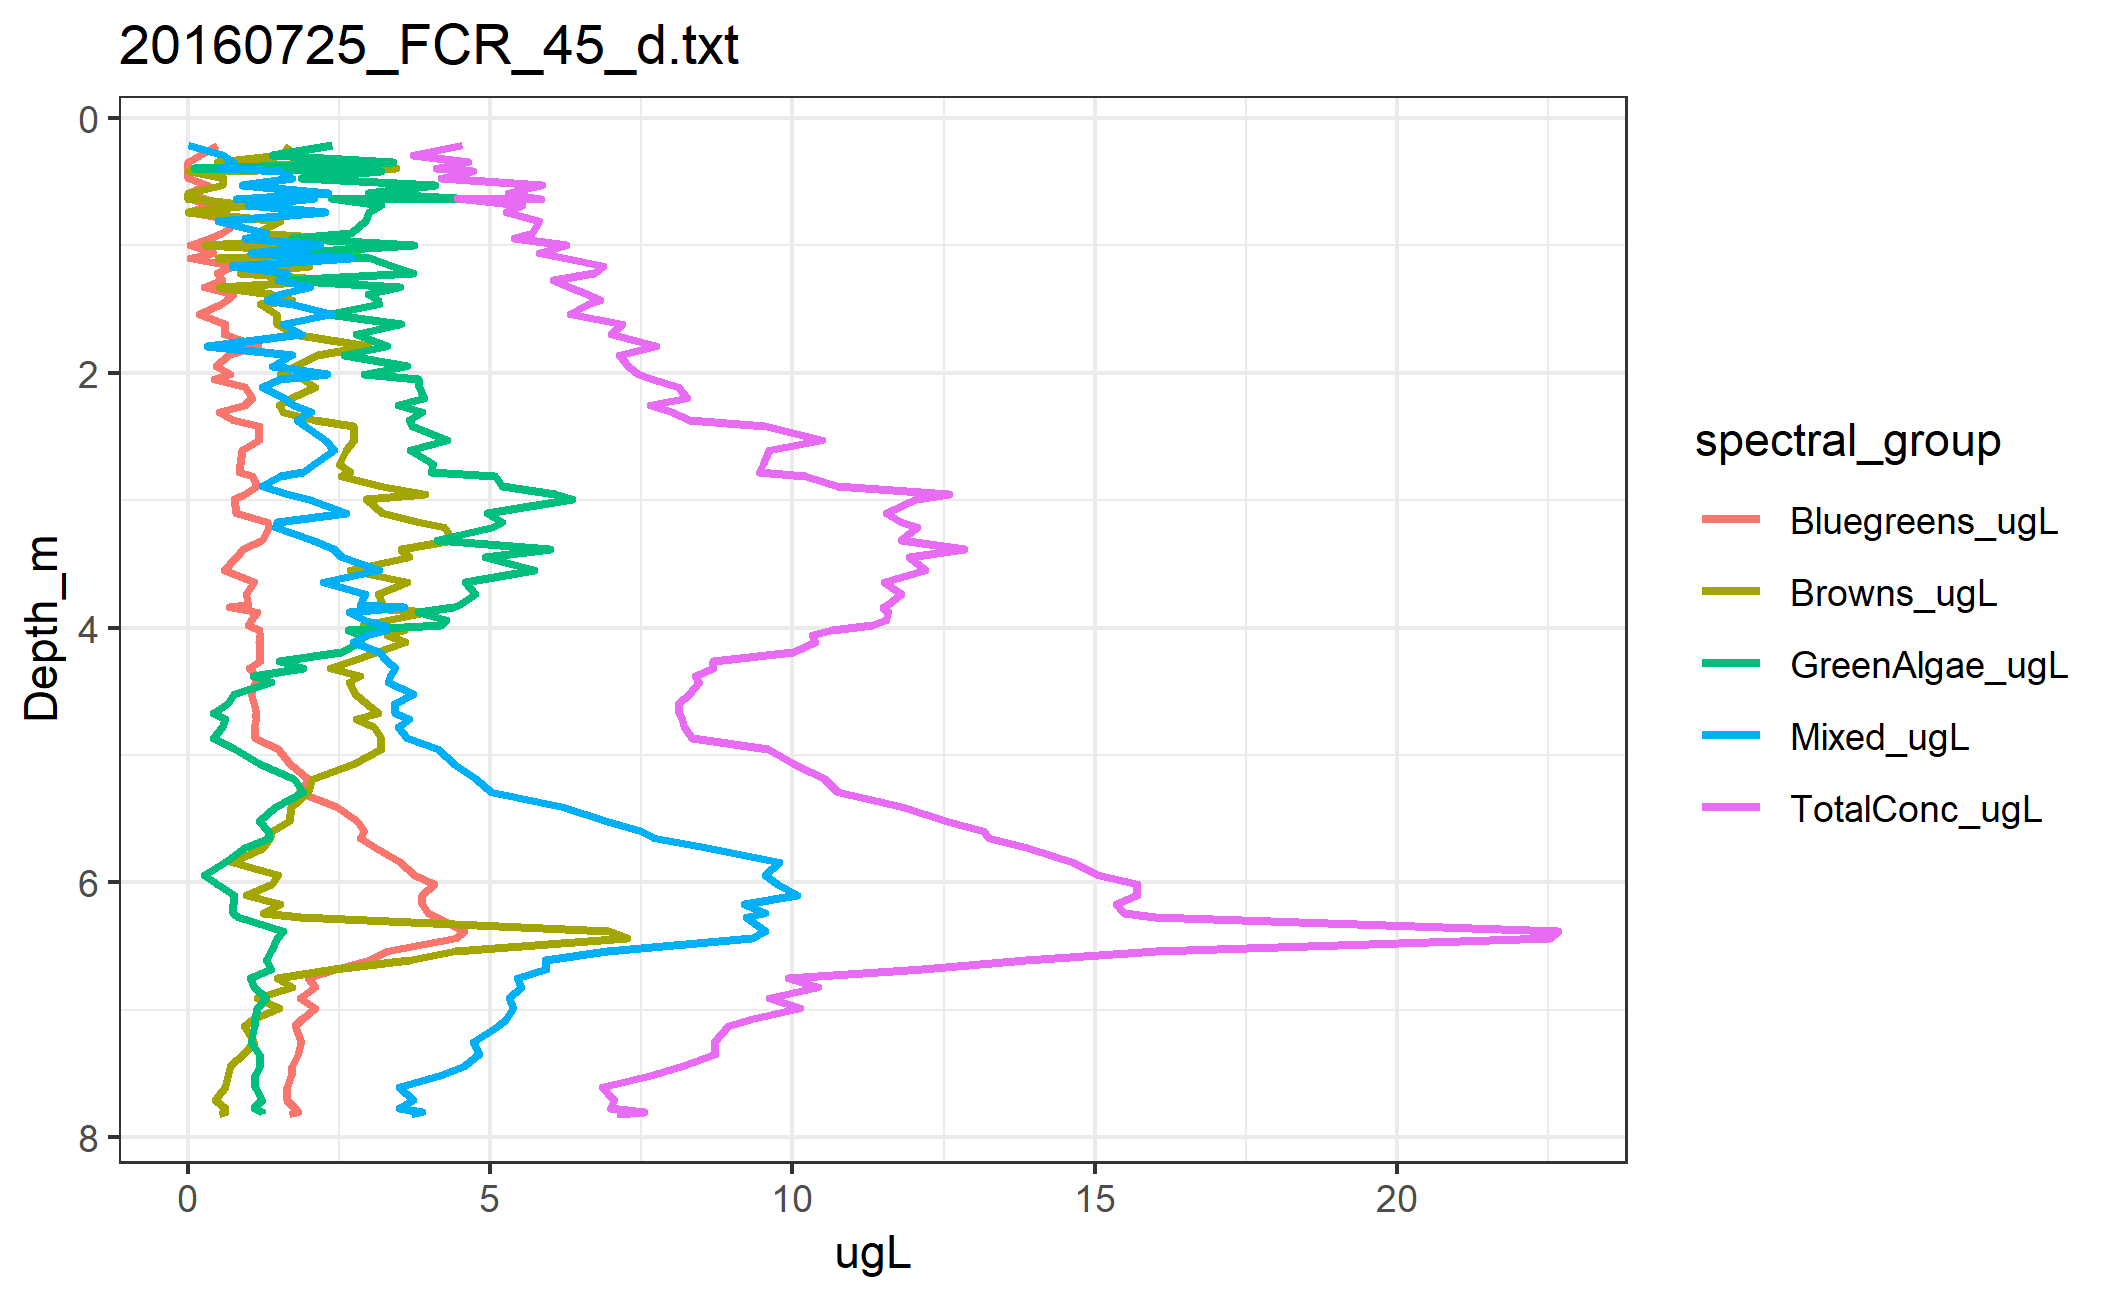 20160725_FCR_45_d.txt
0
2
4
6
8
Depth_m
0 5 10 15 20
ugL
spectral_group
Bluegreens_ugL
Browns_ugL
GreenAlgae_ugL
Mixed_ugL
TotalConc_ugL